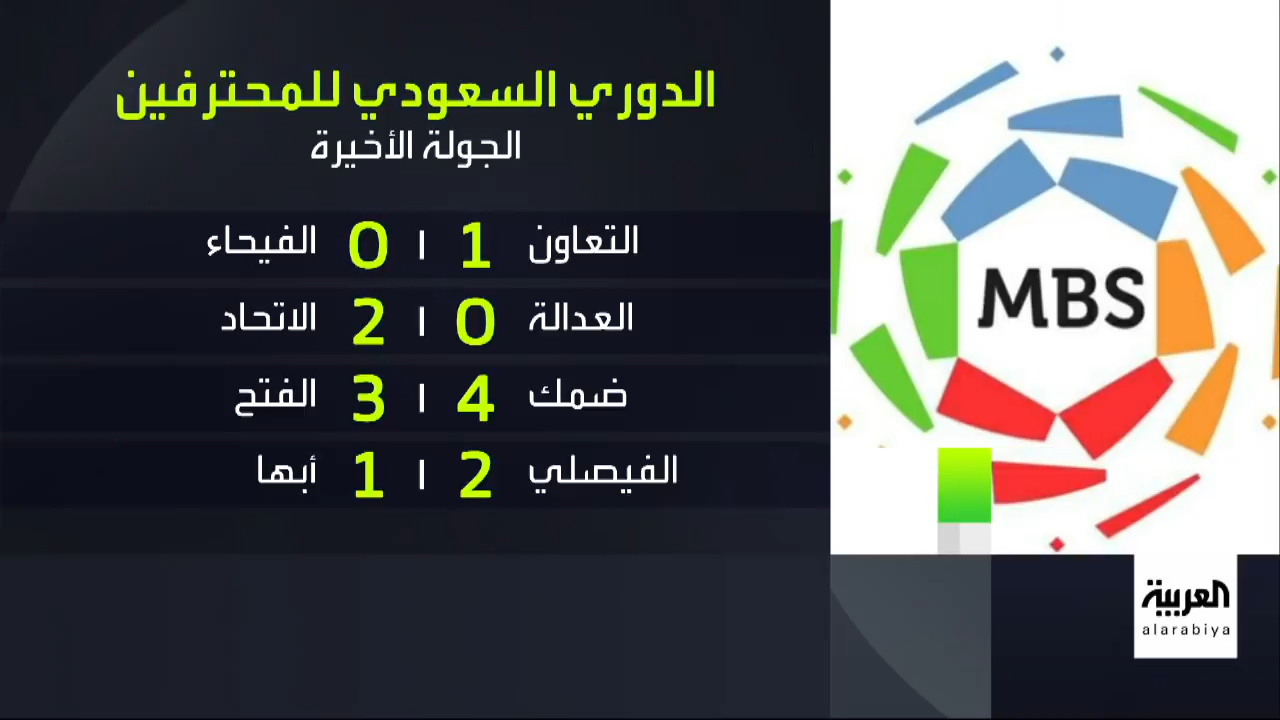 الدوري السعودي للمحترفين
الجولة الأخيرة
التعاون 1 | 0 الفيحاء
العدالة 0 | 2 الاتحاد
ضمك 4 | 3 الفتح
الفيصلي 2 | 1 أبها
MBS
العربية
alarabiya